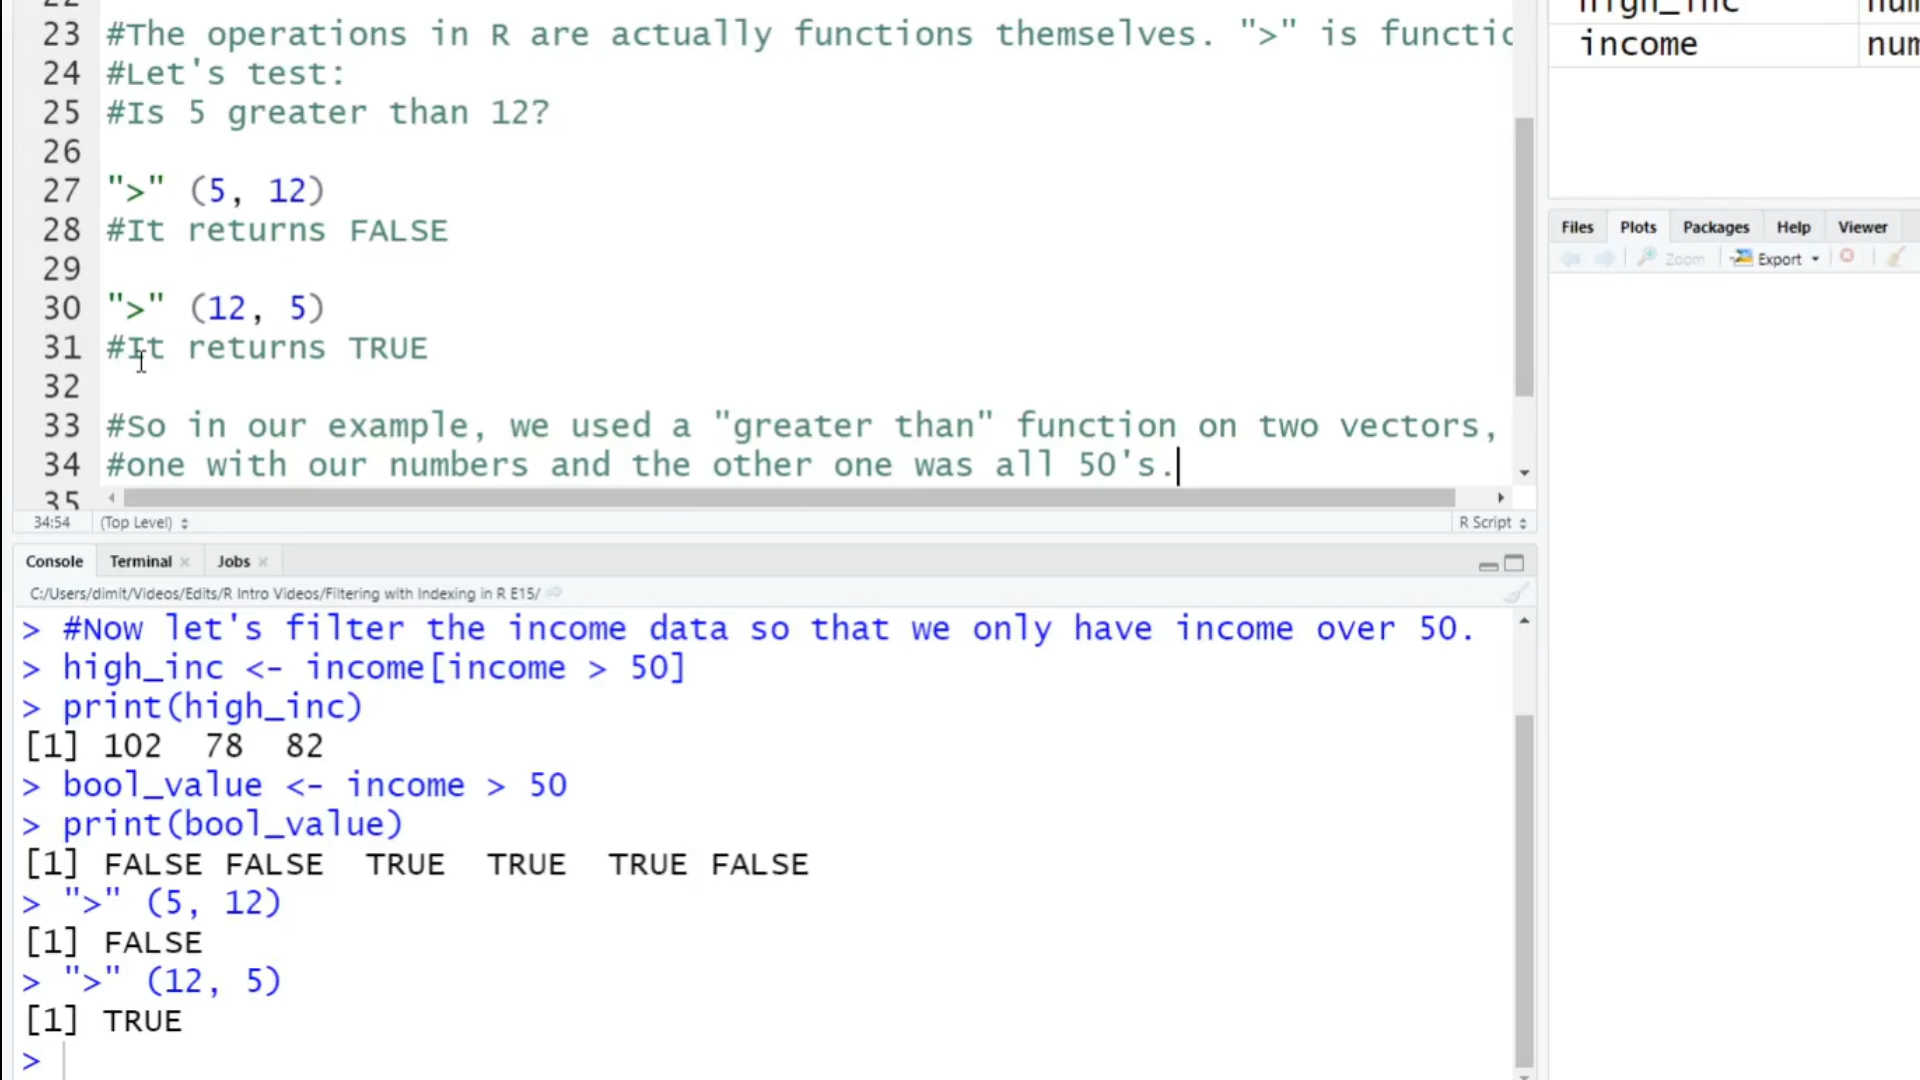 22
23 #The operations in R are actually functions themselves. ">" is functio
24 #Let's test:
25 #Is 5 greater than 12?
26
27 ">" (5, 12)
28 #It returns FALSE
29
30 ">" (12, 5)
31 #It returns TRUE
32
33 #So in our example, we used a "greater than" function on two vectors,
34 #one with our numbers and the other one was all 50's.
35
34:54 (Top Level) R Script
Console Terminal Jobs
C:/Users/dimit/Videos/Edits/R Intro Videos/Filtering with Indexing in R E15/
> #Now let's filter the income data so that we only have income over 50.
> high_inc <- income[income > 50]
> print(high_inc)
[1] 102 78 82
> bool_value <- income > 50
> print(bool_value)
[1] FALSE FALSE TRUE TRUE TRUE FALSE
> ">" (5, 12)
[1] FALSE
> ">" (12, 5)
[1] TRUE
>
high_inc num
income num
Files Plots Packages Help Viewer
Zoom Export